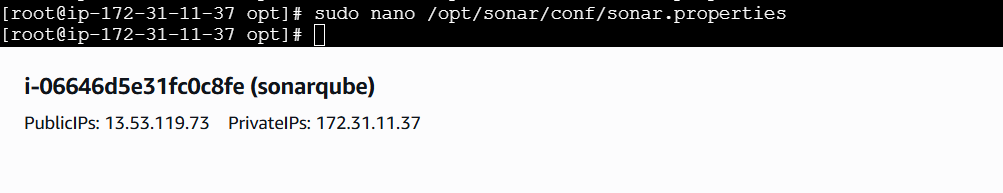 [root@ip-172-31-11-37 opt]# sudo nano /opt/sonar/conf/sonar.properties
[root@ip-172-31-11-37 opt]#
i-06646d5e31fc0c8fe (sonarqube)
PublicIPs: 13.53.119.73 PrivateIPs: 172.31.11.37